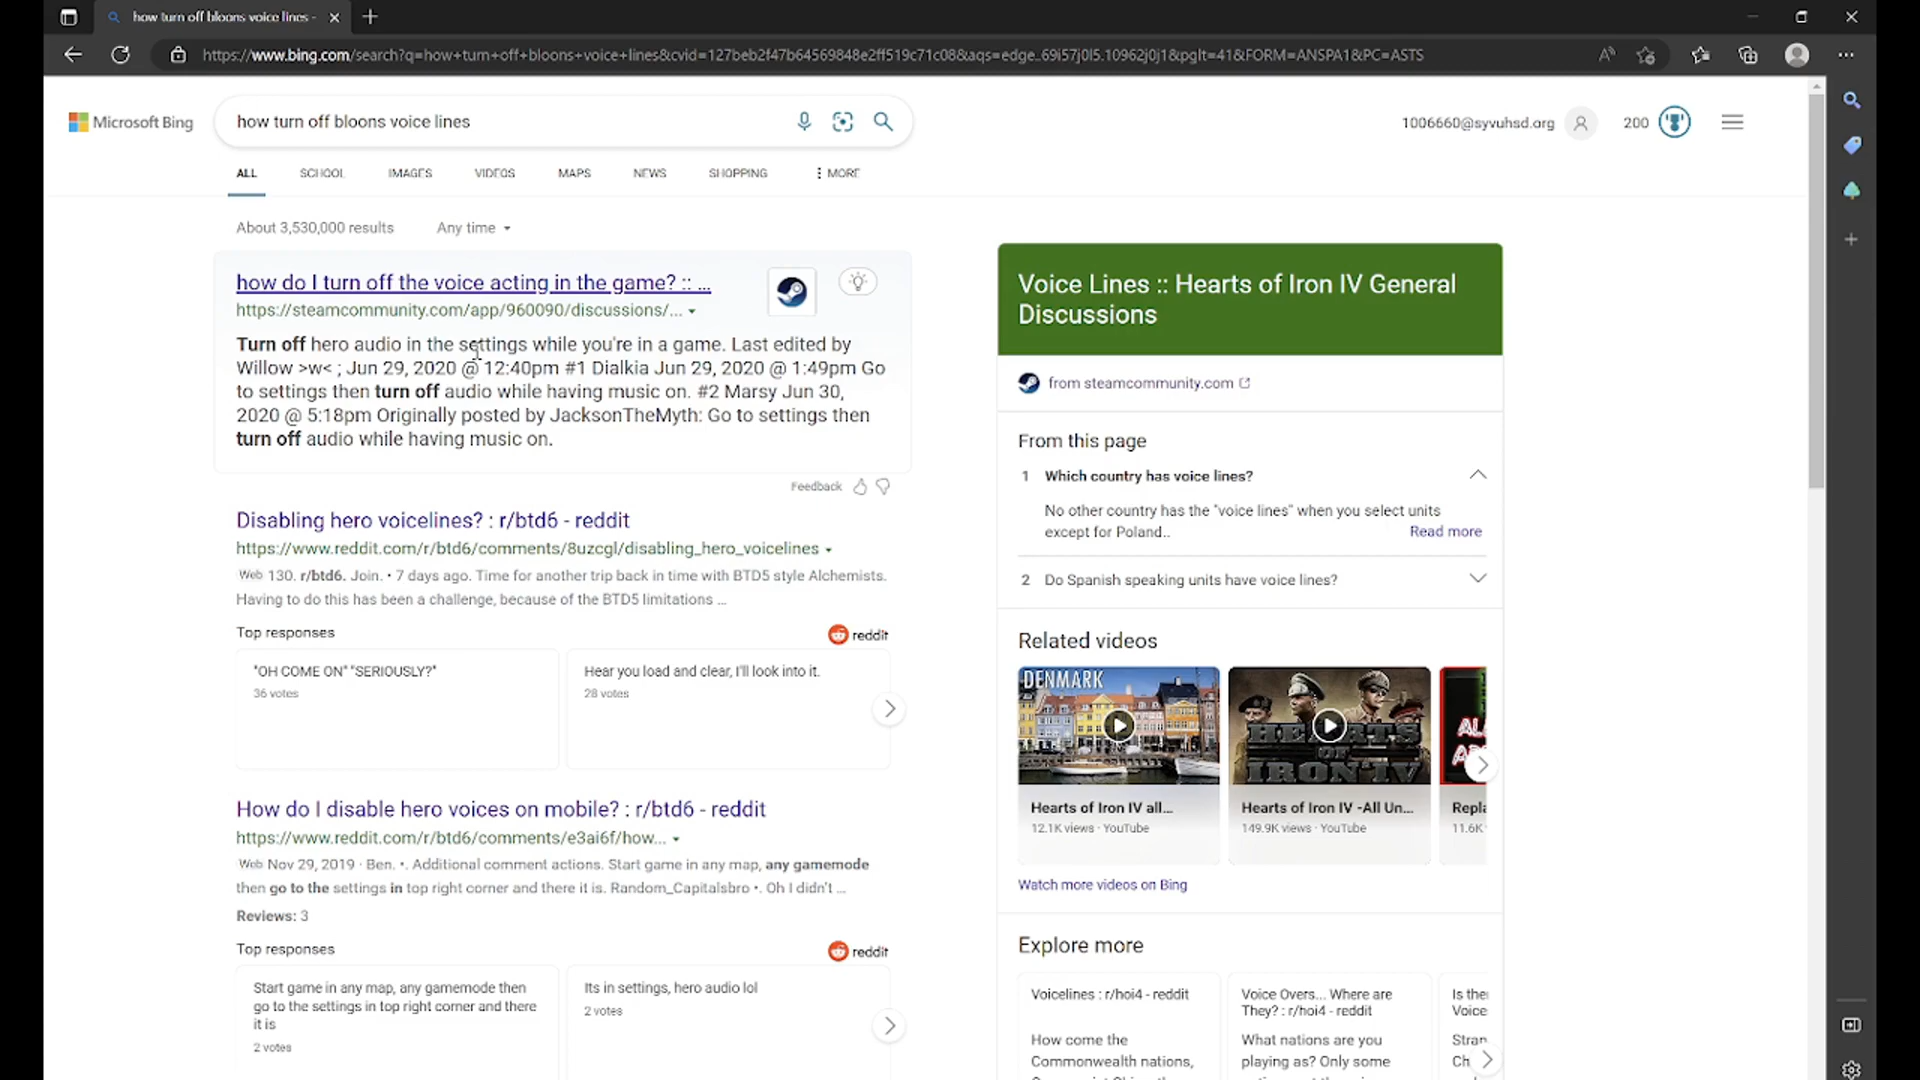 how turn off bloons voice lines -
https://www.bing.com/search?q=how+turn+off+bloons+voice+lines&cvid=127beb2f47b64569848e2ff519c71c08&aqs=edge..69i57j0l5.10962j0j1&pglt=41&FORM=ANSPA1&PC=ASTS
Microsoft Bing
how turn off bloons voice lines
1006660@syvuhsd.org
200
ALL
SCHOOL
IMAGES
VIDEOS
MAPS
NEWS
SHOPPING
MORE
About 3,530,000 results
Any time
how do I turn off the voice acting in the game? :: ...
https://steamcommunity.com/app/960090/discussions/...
Turn off hero audio in the settings while you're in a game. Last edited by
Willow >w< ; Jun 29, 2020 @ 12:40pm #1 Dialkia Jun 29, 2020 @ 1:49pm Go
to settings then turn off audio while having music on. #2 Marsy Jun 30,
2020 @ 5:18pm Originally posted by JacksonTheMyth: Go to settings then
turn off audio while having music on.
Feedback
Disabling hero voicelines? : r/btd6 - reddit
https://www.reddit.com/r/btd6/comments/8uzcgl/disabling_hero_voicelines
Web 130. r/btd6. Join. • 7 days ago. Time for another trip back in time with BTD5 style Alchemists.
Having to do this has been a challenge, because of the BTD5 limitations ...
Top responses
reddit
"OH COME ON" "SERIOUSLY?"
36 votes
Hear you load and clear, I'll look into it.
28 votes
How do I disable hero voices on mobile? : r/btd6 - reddit
https://www.reddit.com/r/btd6/comments/e3ai6f/how...
Web Nov 29, 2019 · Ben. •. Additional comment actions. Start game in any map, any gamemode
then go to the settings in top right corner and there it is. Random_Capitalsbro •. Oh I didn't ...
Reviews: 3
Top responses
reddit
Start game in any map, any gamemode then
go to the settings in top right corner and there
it is
2 votes
Its in settings, hero audio lol
2 votes
Voice Lines :: Hearts of Iron IV General
Discussions
from steamcommunity.com
From this page
1 Which country has voice lines?
No other country has the "voice lines" when you select units
except for Poland..
Read more
2 Do Spanish speaking units have voice lines?
Related videos
DENMARK
HEARTS
OF
IRON IV
AL
A
Hearts of Iron IV all...
12.1K views · YouTube
Hearts of Iron IV -All Un...
149.9K views · YouTube
Repla
11.6K
Watch more videos on Bing
Explore more
Voicelines : r/hoi4 - reddit
How come the
Commonwealth nations,
Voice Overs... Where are
They? : r/hoi4 - reddit
What nations are you
playing as? Only some
Is the
Voice
Stran
Ch